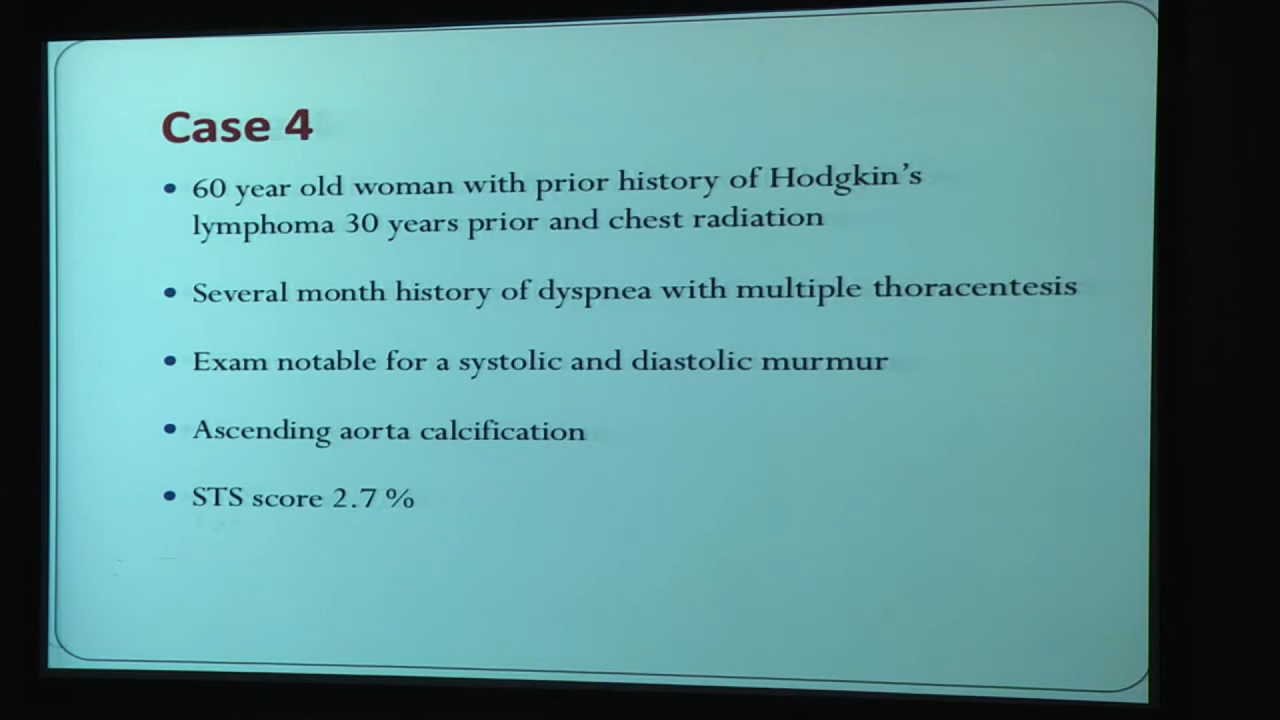 Case 4
• 60 year old woman with prior history of Hodgkin's
lymphoma 30 years prior and chest radiation
• Several month history of dyspnea with multiple thoracentesis
• Exam notable for a systolic and diastolic murmur
• Ascending aorta calcification
• STS score 2.7 %